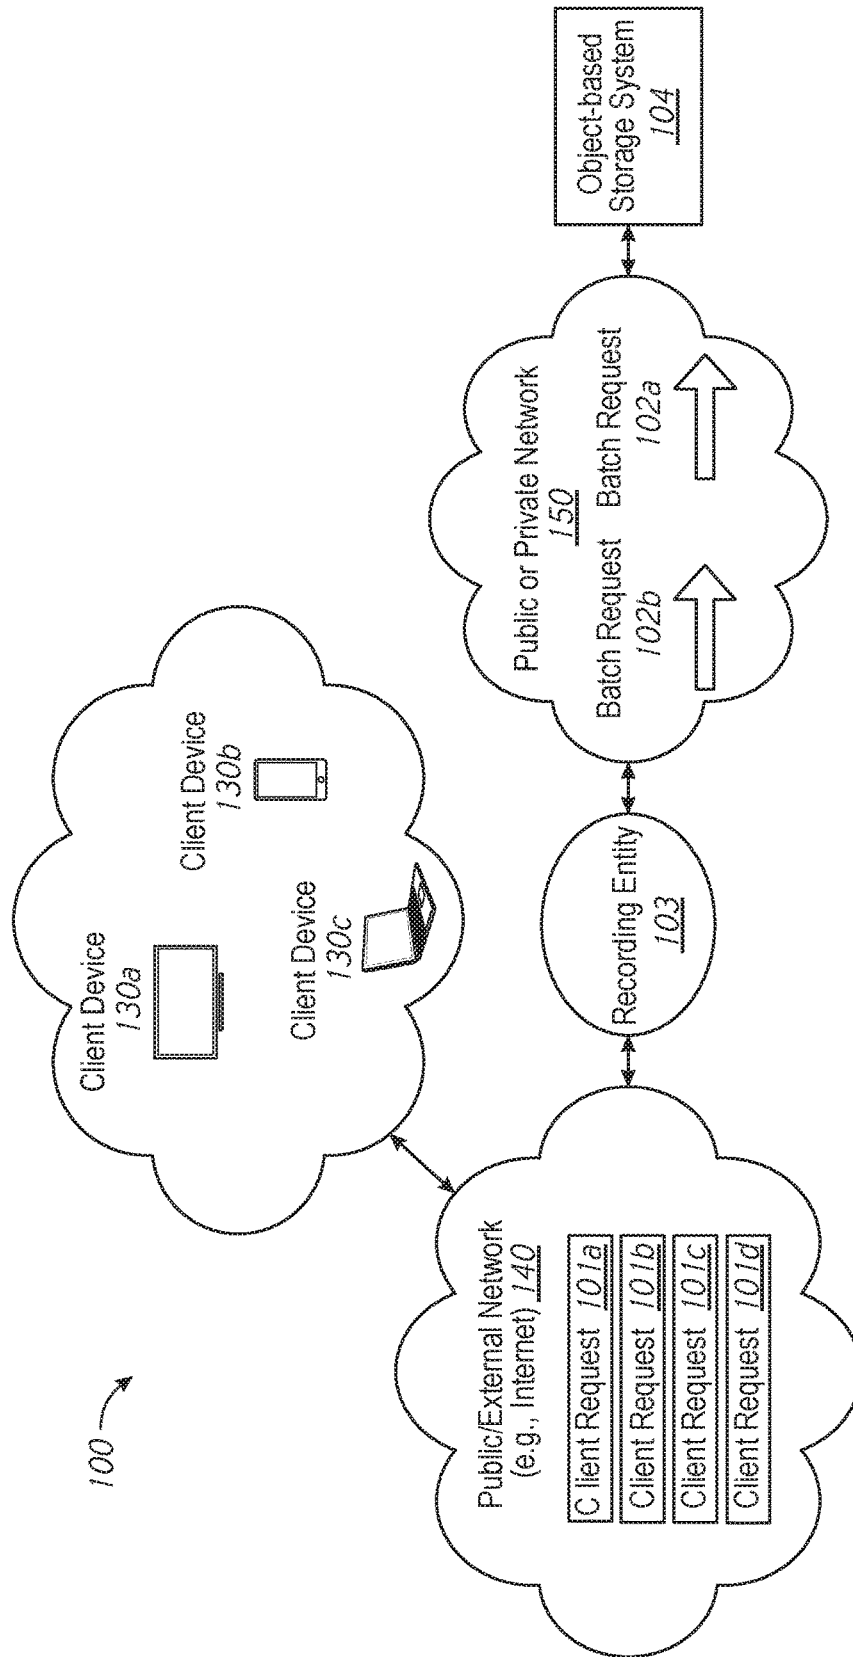 100
Client Device
130a
Client Device
130b
Client Device
130c
Public/External Network
(e.g., Internet) 140
C lient Request 101a
Client Request 101b
Client Request 101c
Client Request 101d
Recording Entity
103
Public or Private Network
150
Batch Request
102b
Batch Request
102a
Object-based
Storage System
104